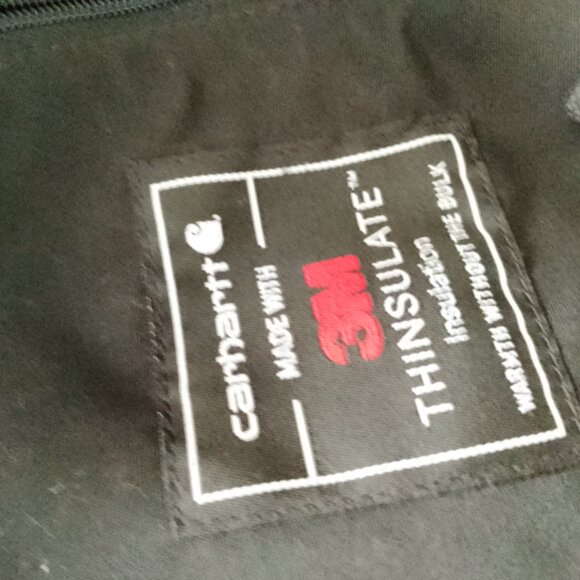 carhartt
MADE WITH
3M
THINSULATE™
Insulation
WARMTH WITHOUT THE BULK